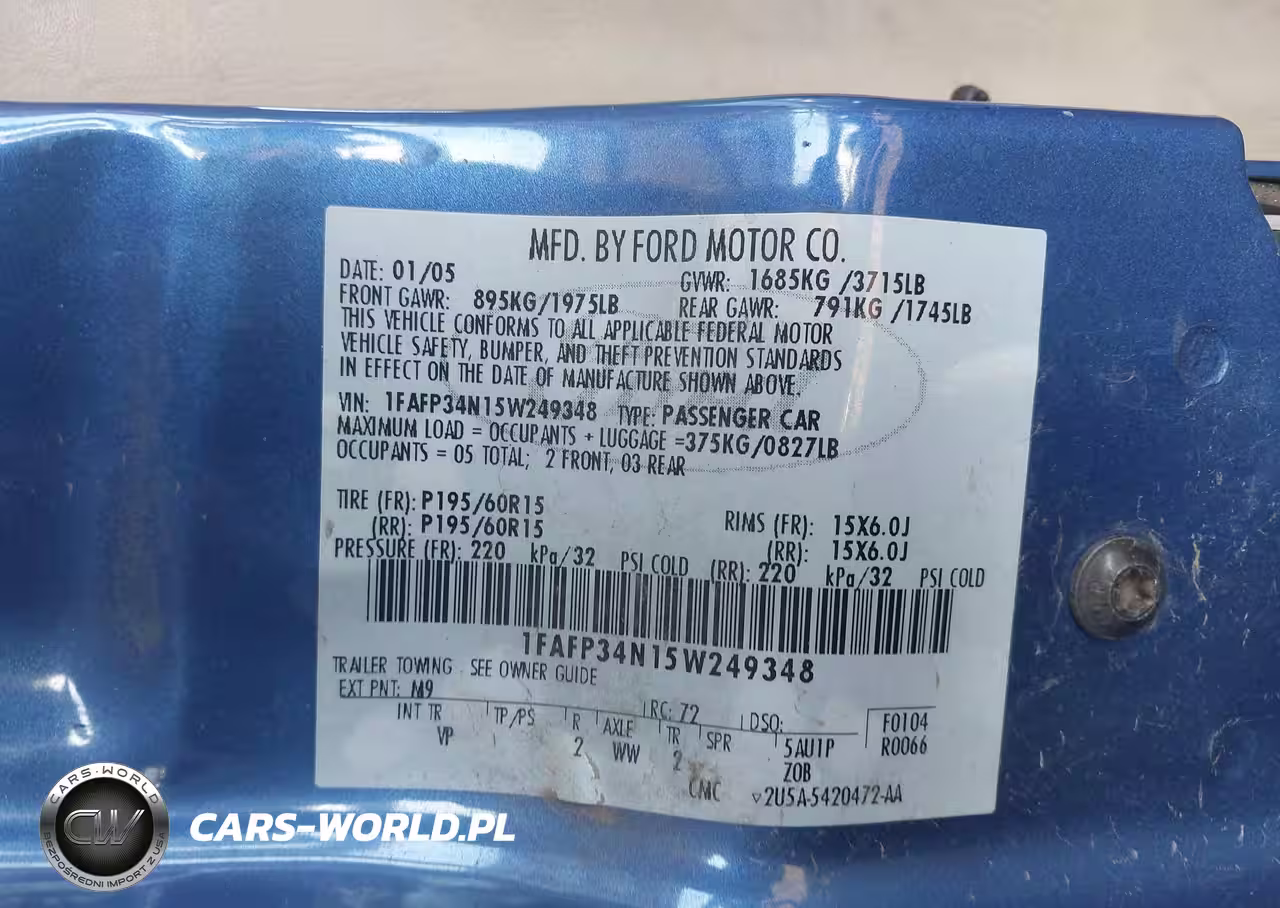 MFD. BY FORD MOTOR CO.
DATE: 01/05 GVWR: 1685KG /3715LB
FRONT GAWR: 895KG/1975LB REAR GAWR: 791KG /1745LB
THIS VEHICLE CONFORMS TO ALL APPLICABLE FEDERAL MOTOR
VEHICLE SAFETY, BUMPER, AND THEFT PREVENTION STANDARDS
IN EFFECT ON THE DATE OF MANUFACTURE SHOWN ABOVE.
VIN: 1FAFP34N15W249348 TYPE: PASSENGER CAR
MAXIMUM LOAD = OCCUPANTS + LUGGAGE =375KG/0827LB
OCCUPANTS = 05 TOTAL; 2 FRONT, 03 REAR
TIRE (FR): P195/60R15 RIMS (FR): 15X6.0J
(RR): P195/60R15 (RR): 15X6.0J
PRESSURE (FR): 220 kPa/32 PSI COLD (RR): 220 kPa/32 PSI COLD
1FAFP34N15W249348
TRAILER TOWING - SEE OWNER GUIDE
EXT PNT: M9 RC: 72 DSO: F0104
INT TR TP/PS R AXLE TR SPR 5AU1P R0066
VP 2 WW 2 ZOB
CMC ▽2U5A-5420472-AA
CARS-WORLD
CW
BEZPOŚREDNI IMPORT Z USA
CARS-WORLD.PL